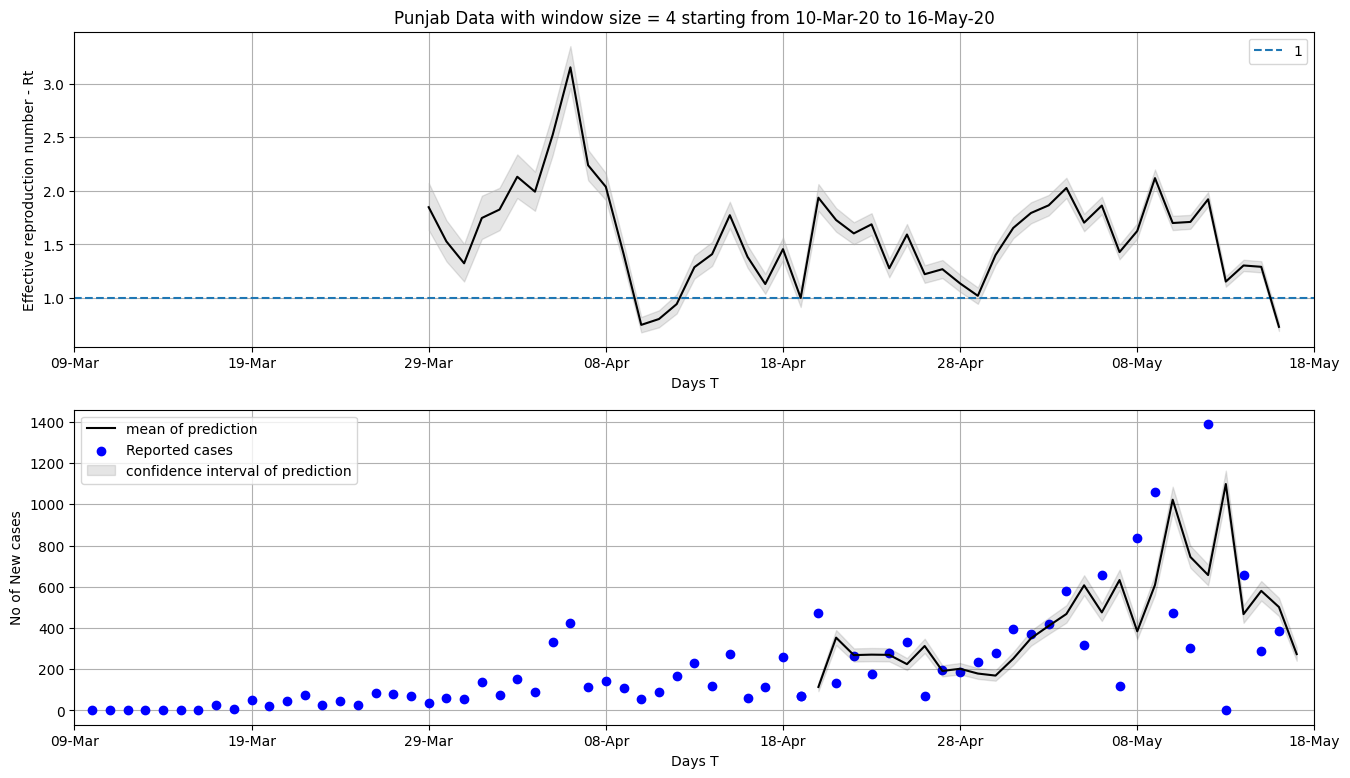 Punjab Data with window size = 4 starting from 10-Mar-20 to 16-May-20
Effective reproduction number - Rt
3.0
2.5
2.0
1.5
1.0
1
09-Mar 19-Mar 29-Mar 08-Apr 18-Apr 28-Apr 08-May 18-May
Days T
No of New cases
1400
1200
1000
800
600
400
200
0
mean of prediction
Reported cases
confidence interval of prediction
09-Mar 19-Mar 29-Mar 08-Apr 18-Apr 28-Apr 08-May 18-May
Days T